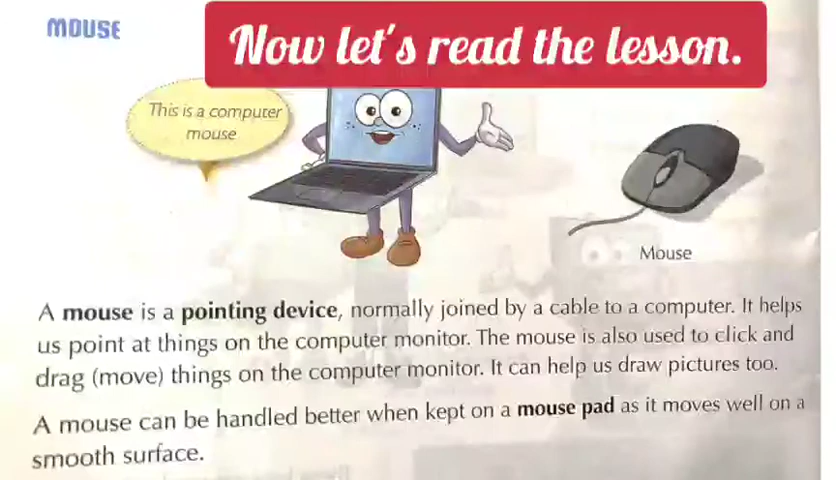 MOUSE
Now let's read the lesson.
This is a computer
mouse
Mouse
A mouse is a pointing device, normally joined by a cable to a computer. It helps
us point at things on the computer monitor. The mouse is also used to click and
drag (move) things on the computer monitor. It can help us draw pictures too.
A mouse can be handled better when kept on a mouse pad as it moves well on a
smooth surface.